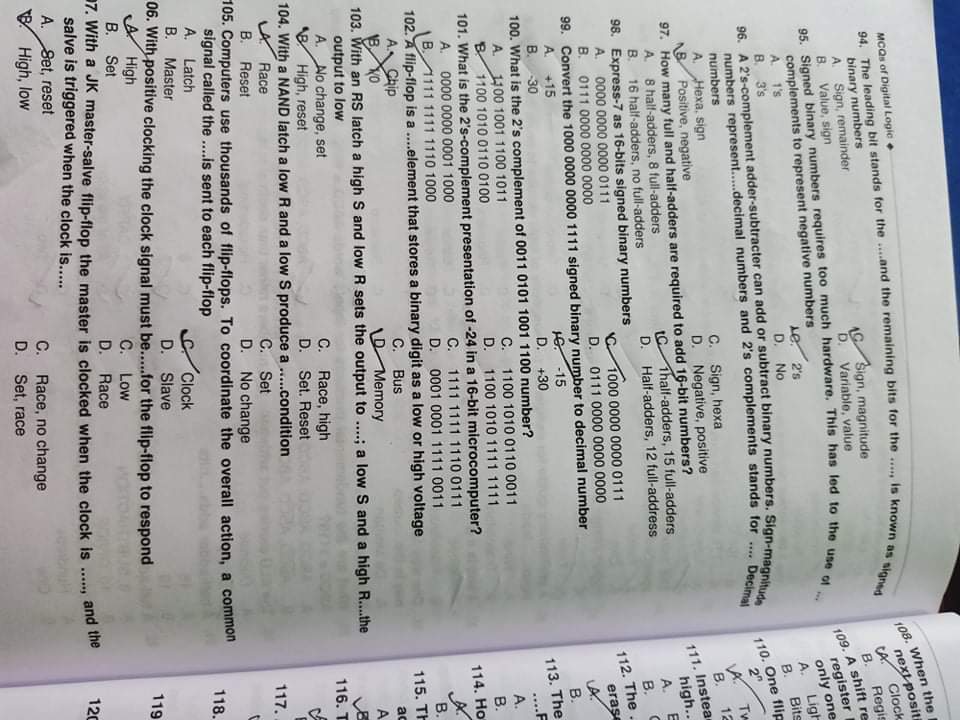 MCQs of Digital Logic ◆
94. The leading bit stands for the ....and the remaining bits for the ...., is known as signed
binary numbers
A. Sign, remainder
C. Sign, magnitude
B. Value, sign
D. Variable, value
95. Signed binary numbers requires too much hardware. This has led to the use of ...
complements to represent negative numbers
A. 1's
C. 2's
B. 3's
D. No
96. A 2's-complement adder-subtracter can add or subtract binary numbers. Sign-magnitude
numbers represent.....decimal numbers and 2's complements stands for .... Decimal
numbers
A. Hexa, sign
C. Sign, hexa
B. Positive, negative
D. Negative, positive
97. How many full and half-adders are required to add 16-bit numbers?
A. 8 half-adders, 8 full-adders
C. 1half-adders, 15 full-adders
B. 16 half-adders, no full-adders
D. Half-adders, 12 full-address
98. Express-7 as 16-bits signed binary numbers
A. 0000 0000 0000 0111
C. 1000 0000 0000 0111
B. 0111 0000 0000 0000
D. 0111 0000 0000 0000
99. Convert the 1000 0000 0000 1111 signed binary number to decimal number
A. +15
C. -15
B. -30
D. +30
100. What is the 2's complement of 0011 0101 1001 1100 number?
A. 1100 1001 1100 1011
C. 1100 1010 0110 0011
B. 1100 1010 0110 0100
D. 1100 1010 1111 1111
101. What is the 2's-complement presentation of -24 in a 16-bit microcomputer?
A. 0000 0000 0001 1000
C. 1111 1111 1110 0111
B. 1111 1111 1110 1000
D. 0001 0001 1111 0011
102. A flip-flop is a ....element that stores a binary digit as a low or high voltage
A. Chip
C. Bus
B. I/0
D. Memory
103. With an RS latch a high S and low R sets the output to ....; a low S and a high R....the
output to low
A. No change, set
C. Race, high
B. High, reset
D. Set. Reset
104. With a NAND latch a low R and a low S produce a .....condition
A. Race
C. Set
B. Reset
D. No change
105. Computers use thousands of flip-flops. To coordinate the overall action, a common
signal called the ....is sent to each flip-flop
A. Latch
C. Clock
B. Master
D. Slave
06. With positive clocking the clock signal must be.....for the flip-flop to respond
A. High
C. Low
B. Set
D. Race
07. With a JK master-salve flip-flop the master is clocked when the clock is ....., and the
salve is triggered when the clock is.....
A. Set, reset
C. Race, no change
B. High, low
D. Set, race
108. When the
next posit
A. Clock
B. Regis
109. A shift re
register
only one
A. Ligh
B. Bits
110. One flip
2ⁿ
A. Tw
B. 12
111. Instea
high..
A.
B.
112. The .
erase
A.
B.
113. The
A.
B.
114. Ho
A.
B.
115. Th
A
B
116. T
117.
118.
119
120